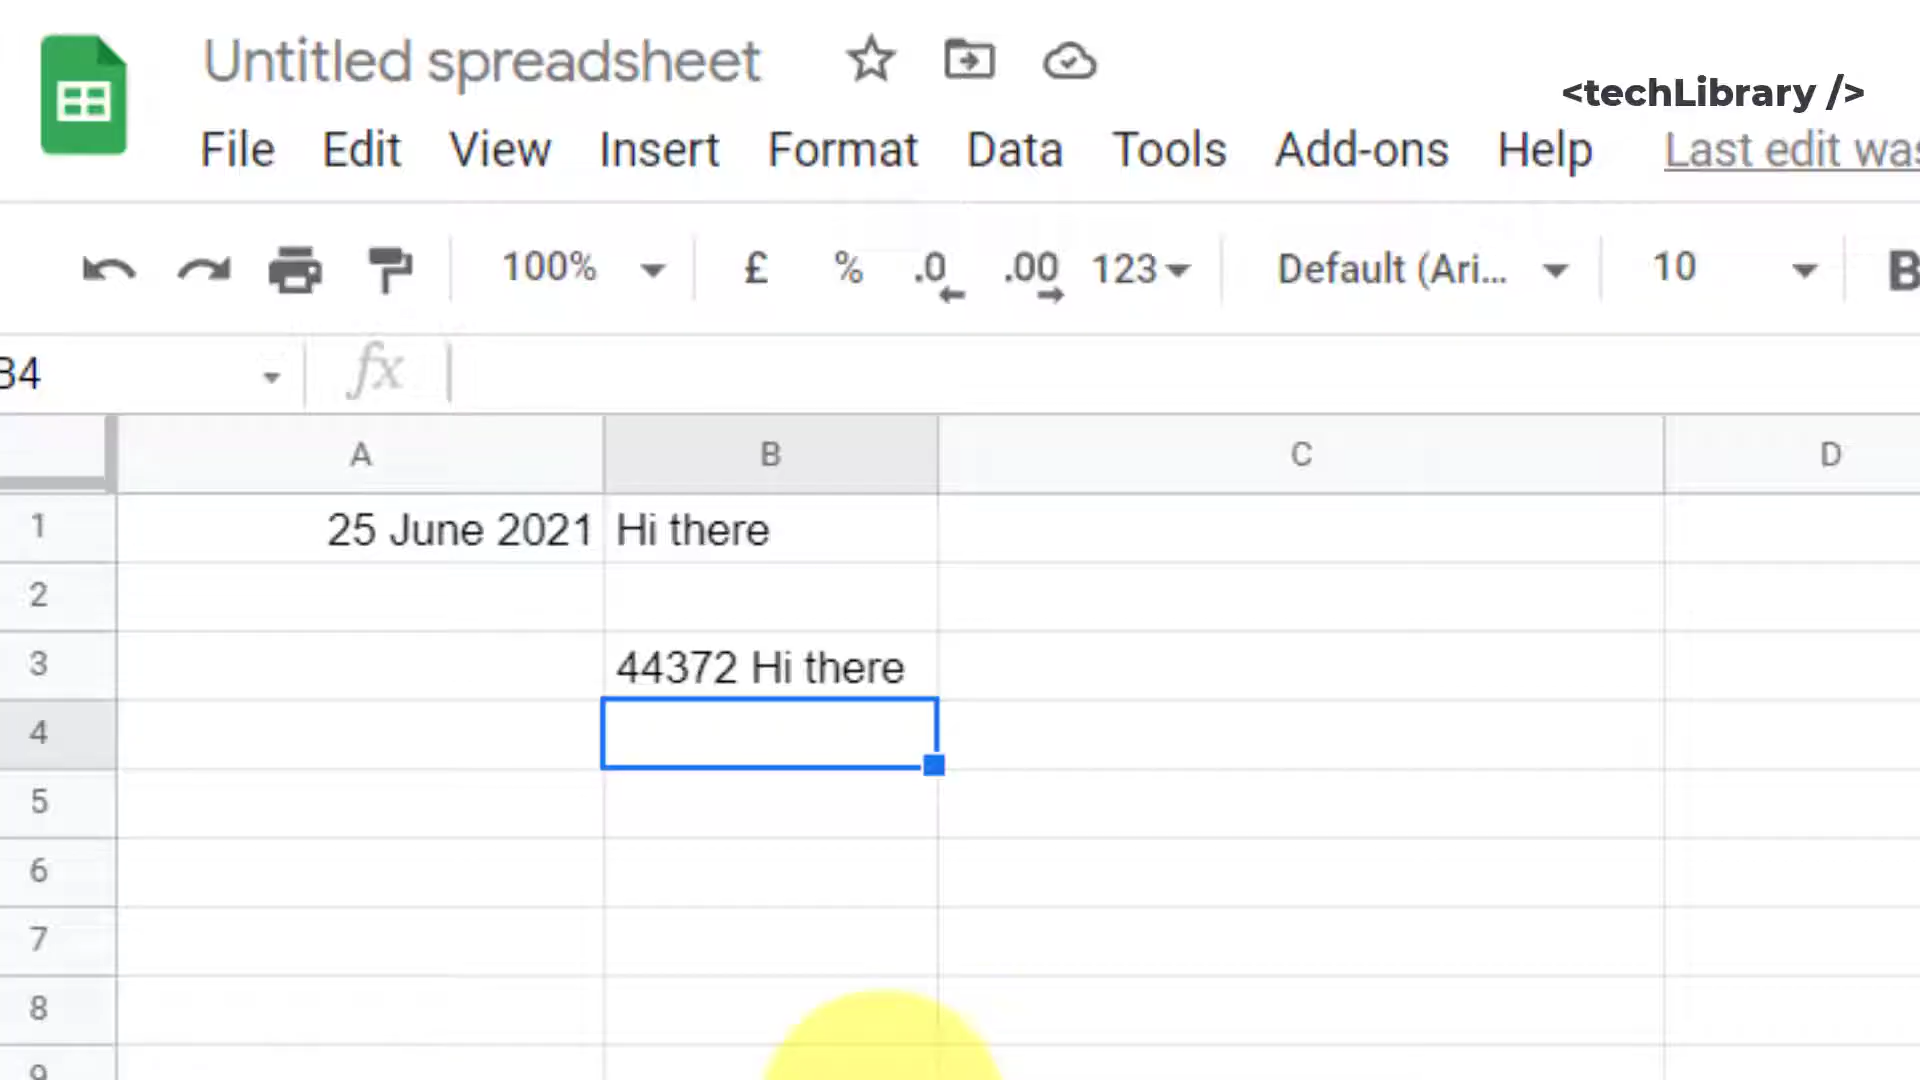 Untitled spreadsheet
<techLibrary />
File Edit View Insert Format Data Tools Add-ons Help Last edit was
100% £ % .0 .00 123 Default (Ari... 10 B
B4 fx
A B C D
1 25 June 2021 Hi there
2
3 44372 Hi there
4
5
6
7
8
9